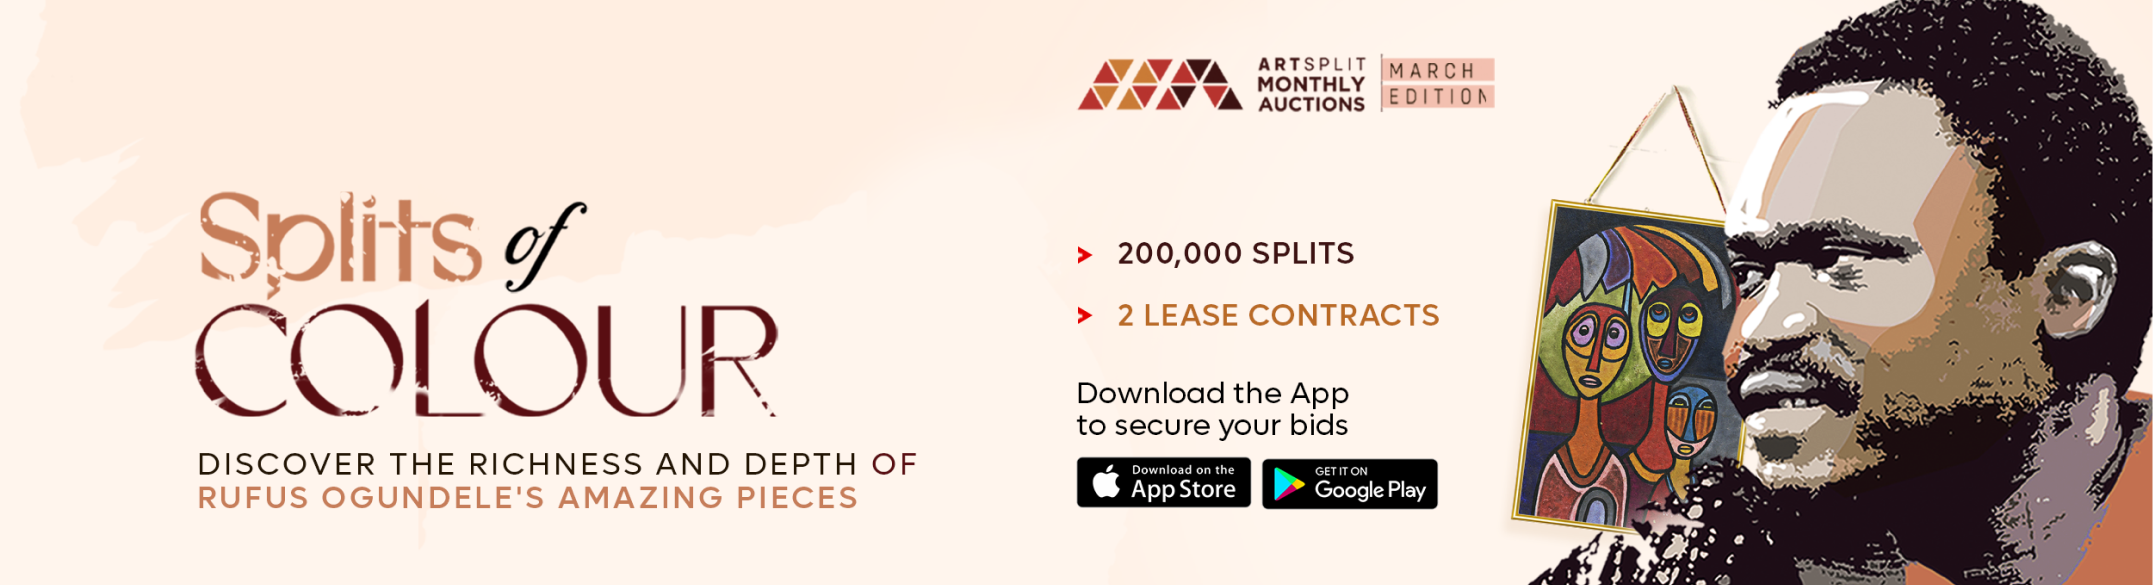 Splits of
COLOUR
DISCOVER THE RICHNESS AND DEPTH OF
RUFUS OGUNDELE'S AMAZING PIECES
ARTSPLIT
MONTHLY
AUCTIONS
MARCH
EDITION
200,000 SPLITS
2 LEASE CONTRACTS
Download the App
to secure your bids
Download on the
App Store
GET IT ON
Google Play